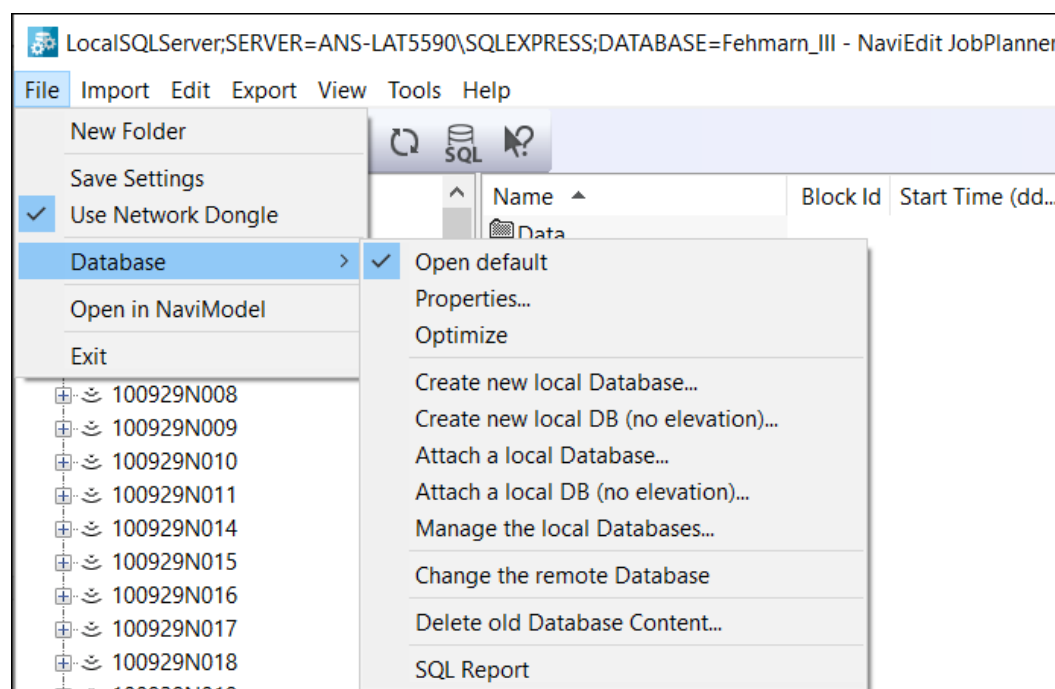 LocalSQLServer;SERVER=ANS-LAT5590\SQLEXPRESS;DATABASE=Fehmarn_III - NaviEdit JobPlanner
File Import Edit Export View Tools Help
New Folder
SQL
Save Settings
Use Network Dongle
Name Block Id Start Time (dd...
Data
Database
Open in NaviModel
Exit
Open default
Properties...
Optimize
Create new local Database...
Create new local DB (no elevation)...
Attach a local Database...
Attach a local DB (no elevation)...
Manage the local Databases...
Change the remote Database
Delete old Database Content...
SQL Report
100929N008
100929N009
100929N010
100929N011
100929N014
100929N015
100929N016
100929N017
100929N018